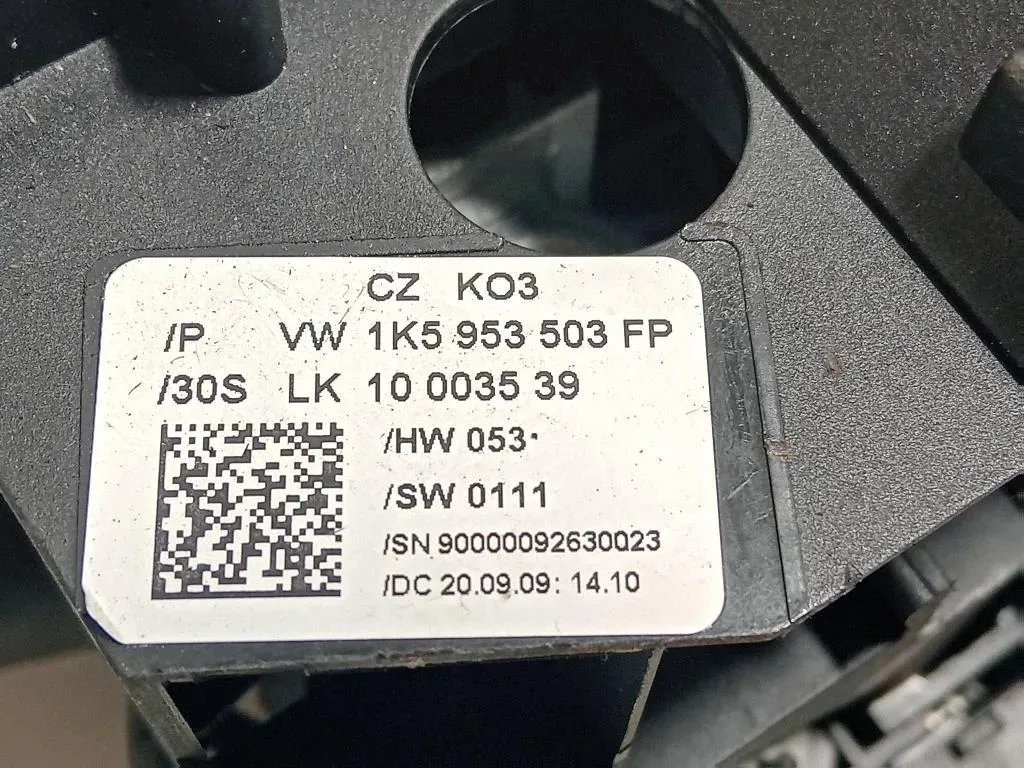 CZ KO3
/P VW 1K5 953 503 FP
/30S LK 10 0035 39
/HW 053
/SW 0111
/SN 90000092630023
/DC 20.09.09: 14.10